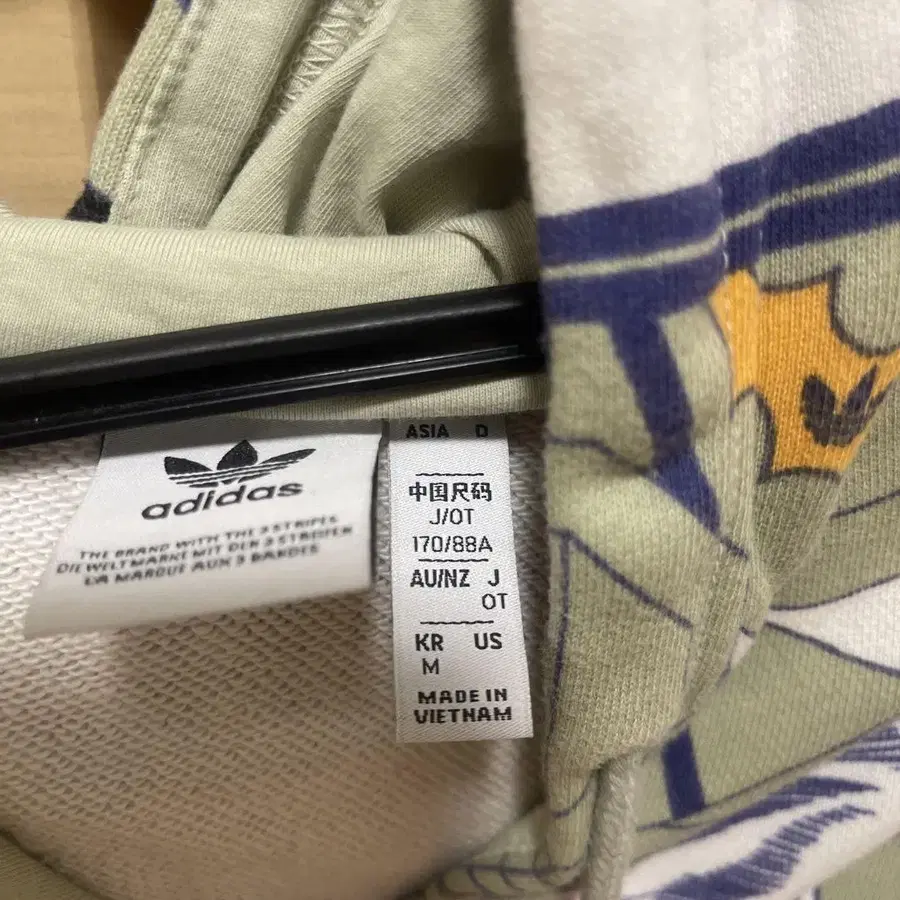 adidas
THE BRAND WITH THE 3 STRIPES
DIE WELTMARKE MIT DEN 3 STREIFEN
LA MARQUE AUX 3 BANDES
ASIA D
中国尺码
J/OT
170/88A
AU/NZ J
OT
KR US
M
MADE IN
VIETNAM